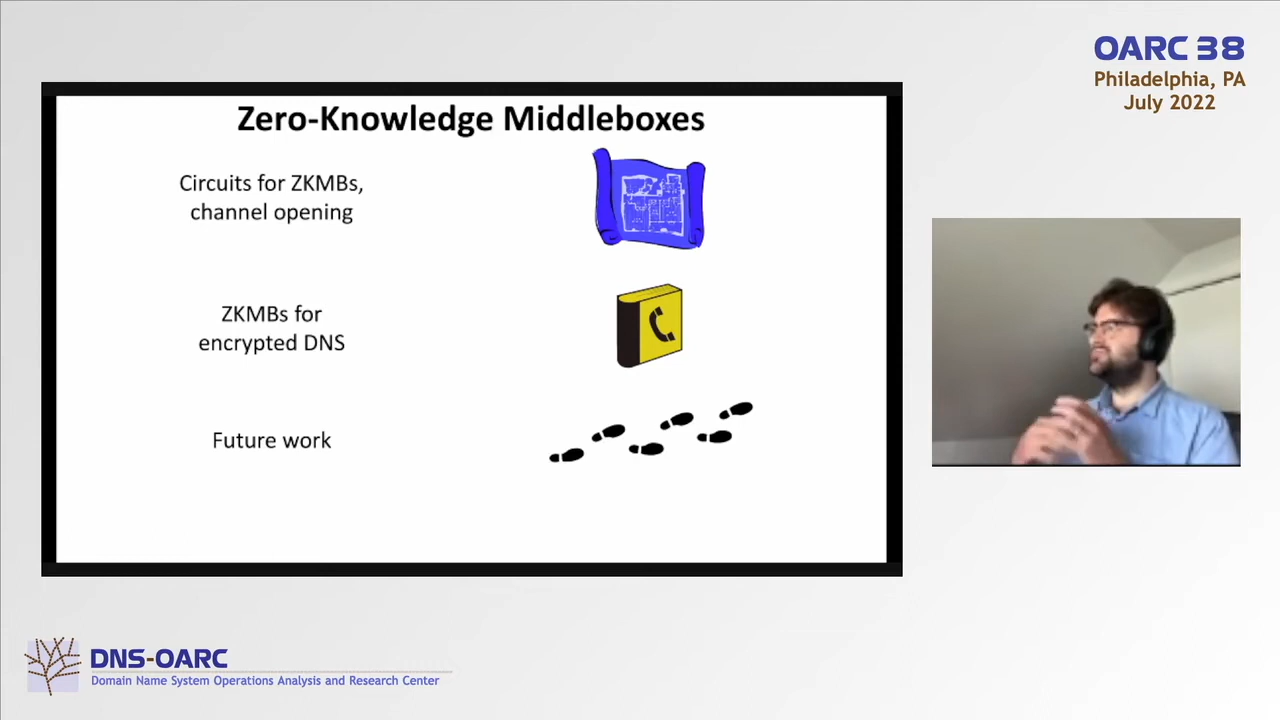 OARC 38
Philadelphia, PA
July 2022
Zero-Knowledge Middleboxes
Circuits for ZKMBs,
channel opening
ZKMBs for
encrypted DNS
Future work
DNS-OARC
Domain Name System Operations Analysis and Research Center